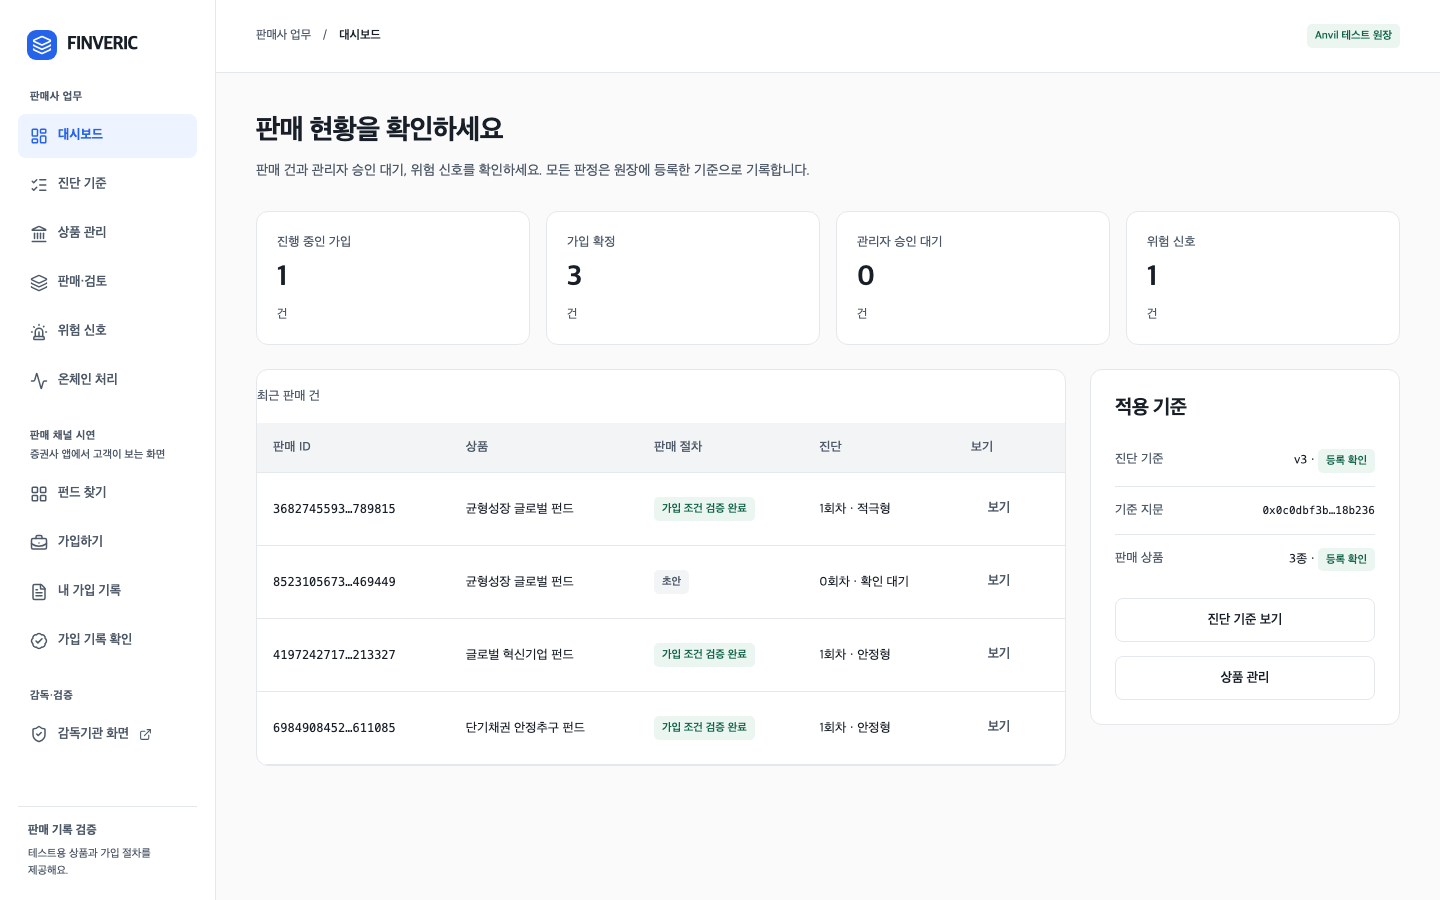 FINVERIC
판매사 업무
대시보드
진단 기준
상품 관리
판매·검토
위험 신호
온체인 처리
판매 채널 시연
증권사 앱에서 고객이 보는 화면
펀드 찾기
가입하기
내 가입 기록
가입 기록 확인
감독·검증
감독기관 화면
판매 기록 검증
테스트용 상품과 가입 절차를
제공해요.
판매사 업무 / 대시보드
Anvil 테스트 원장
판매 현황을 확인하세요
판매 건과 관리자 승인 대기, 위험 신호를 확인하세요. 모든 판정은 원장에 등록한 기준으로 기록합니다.
진행 중인 가입
1
건
가입 확정
3
건
관리자 승인 대기
0
건
위험 신호
1
건
최근 판매 건
판매 ID 상품 판매 절차 진단 보기
3682745593…789815 균형성장 글로벌 펀드 가입 조건 검증 완료 1회차 · 적극형 보기
8523105673…469449 균형성장 글로벌 펀드 초안 0회차 · 확인 대기 보기
4197242717…213327 글로벌 혁신기업 펀드 가입 조건 검증 완료 1회차 · 안정형 보기
6984908452…611085 단기채권 안정추구 펀드 가입 조건 검증 완료 1회차 · 안정형 보기
적용 기준
진단 기준 v3 · 등록 확인
기준 지문 0x0c0dbf3b…18b236
판매 상품 3종 · 등록 확인
진단 기준 보기
상품 관리